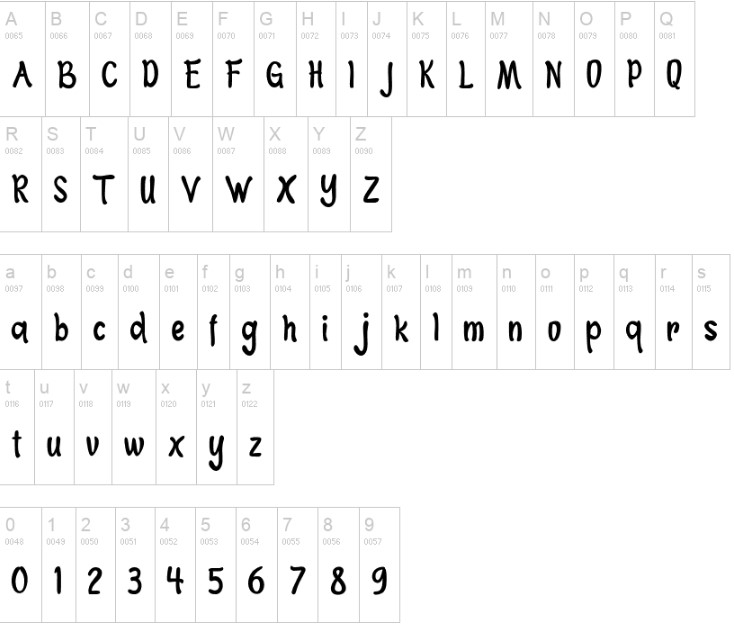 A B C D E F G H I J K L M N O P Q
0065 0066 0067 0068 0069 0070 0071 0072 0073 0074 0075 0076 0077 0078 0079 0080 0081
A B C D E F G H I J K L M N O P Q
R S T U V W X Y Z
0082 0083 0084 0085 0086 0087 0088 0089 0090
R S T U V W X Y Z
a b c d e f g h i j k l m n o p q r s
0097 0098 0099 0100 0101 0102 0103 0104 0105 0106 0107 0108 0109 0110 0111 0112 0113 0114 0115
a b c d e f g h i j k l m n o p q r s
t u v w x y z
0116 0117 0118 0119 0120 0121 0122
t u v w x y z
0 1 2 3 4 5 6 7 8 9
0048 0049 0050 0051 0052 0053 0054 0055 0056 0057
0 1 2 3 4 5 6 7 8 9